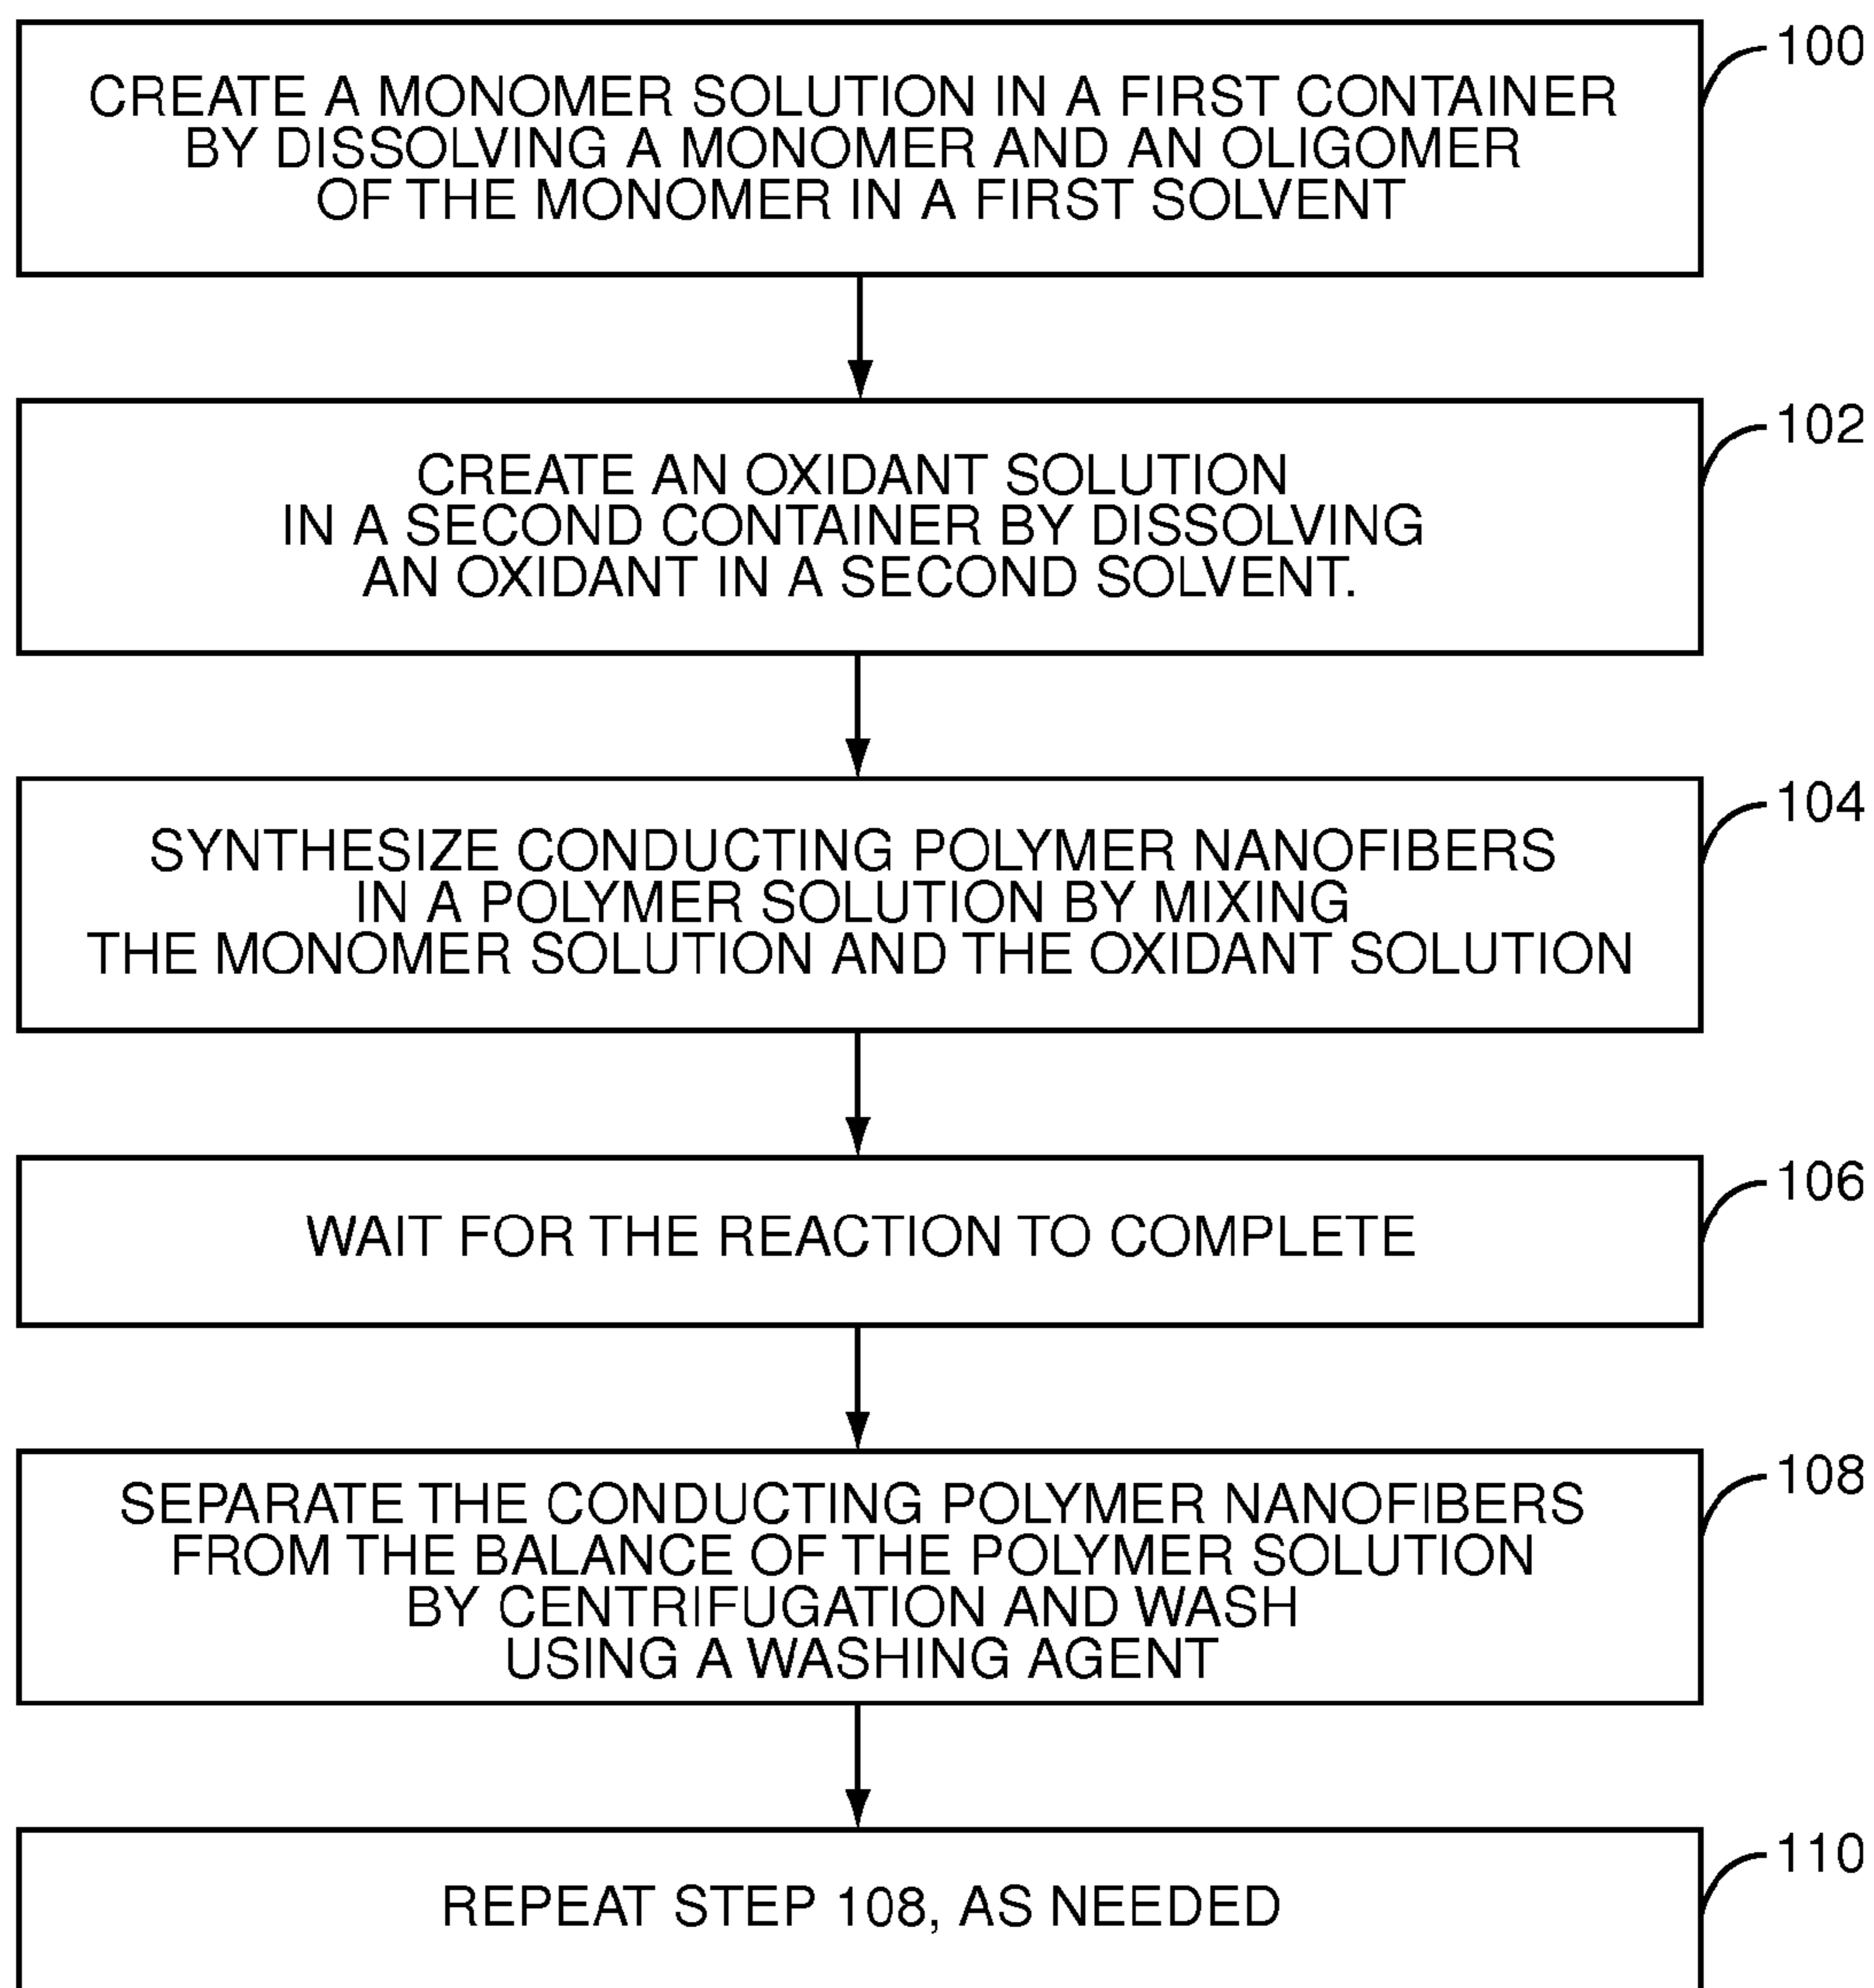 100
CREATE A MONOMER SOLUTION IN A FIRST CONTAINER
BY DISSOLVING A MONOMER AND AN OLIGOMER
OF THE MONOMER IN A FIRST SOLVENT
102
CREATE AN OXIDANT SOLUTION
IN A SECOND CONTAINER BY DISSOLVING
AN OXIDANT IN A SECOND SOLVENT.
104
SYNTHESIZE CONDUCTING POLYMER NANOFIBERS
IN A POLYMER SOLUTION BY MIXING
THE MONOMER SOLUTION AND THE OXIDANT SOLUTION
106
WAIT FOR THE REACTION TO COMPLETE
108
SEPARATE THE CONDUCTING POLYMER NANOFIBERS
FROM THE BALANCE OF THE POLYMER SOLUTION
BY CENTRIFUGATION AND WASH
USING A WASHING AGENT
110
REPEAT STEP 108, AS NEEDED